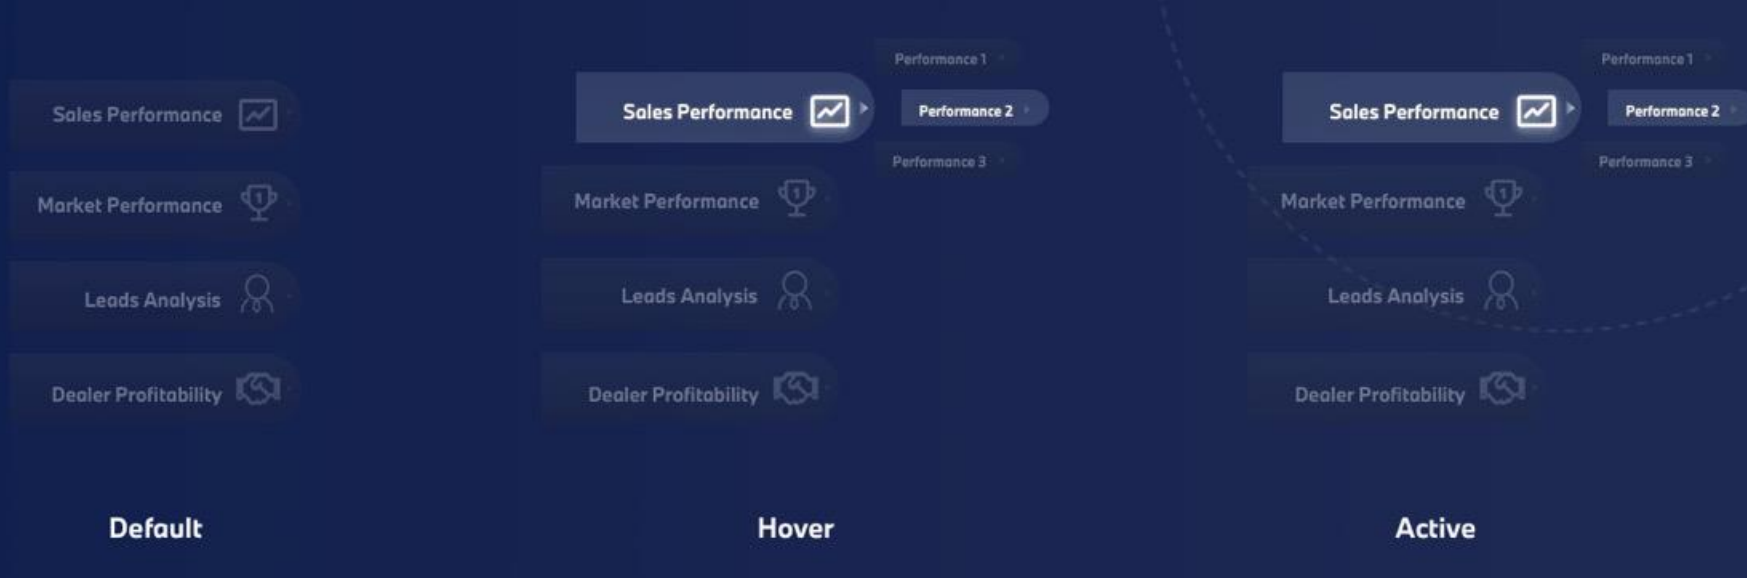 Sales Performance
Market Performance
Leads Analysis
Dealer Profitability
Default
Sales Performance
Performance 1
Performance 2
Performance 3
Market Performance
1
Leads Analysis
Dealer Profitability
Hover
Sales Performance
Performance 1
Performance 2
Performance 3
Market Performance
1
Leads Analysis
Dealer Profitability
Active